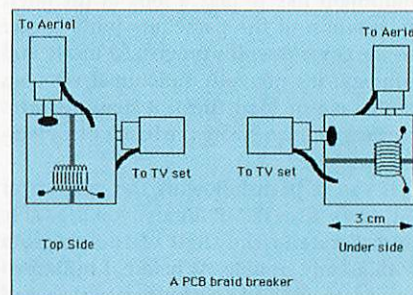 To Aerial
To Aerial
To TV set
To TV set
3 cm
Top Side
Under side
A PCB braid breaker